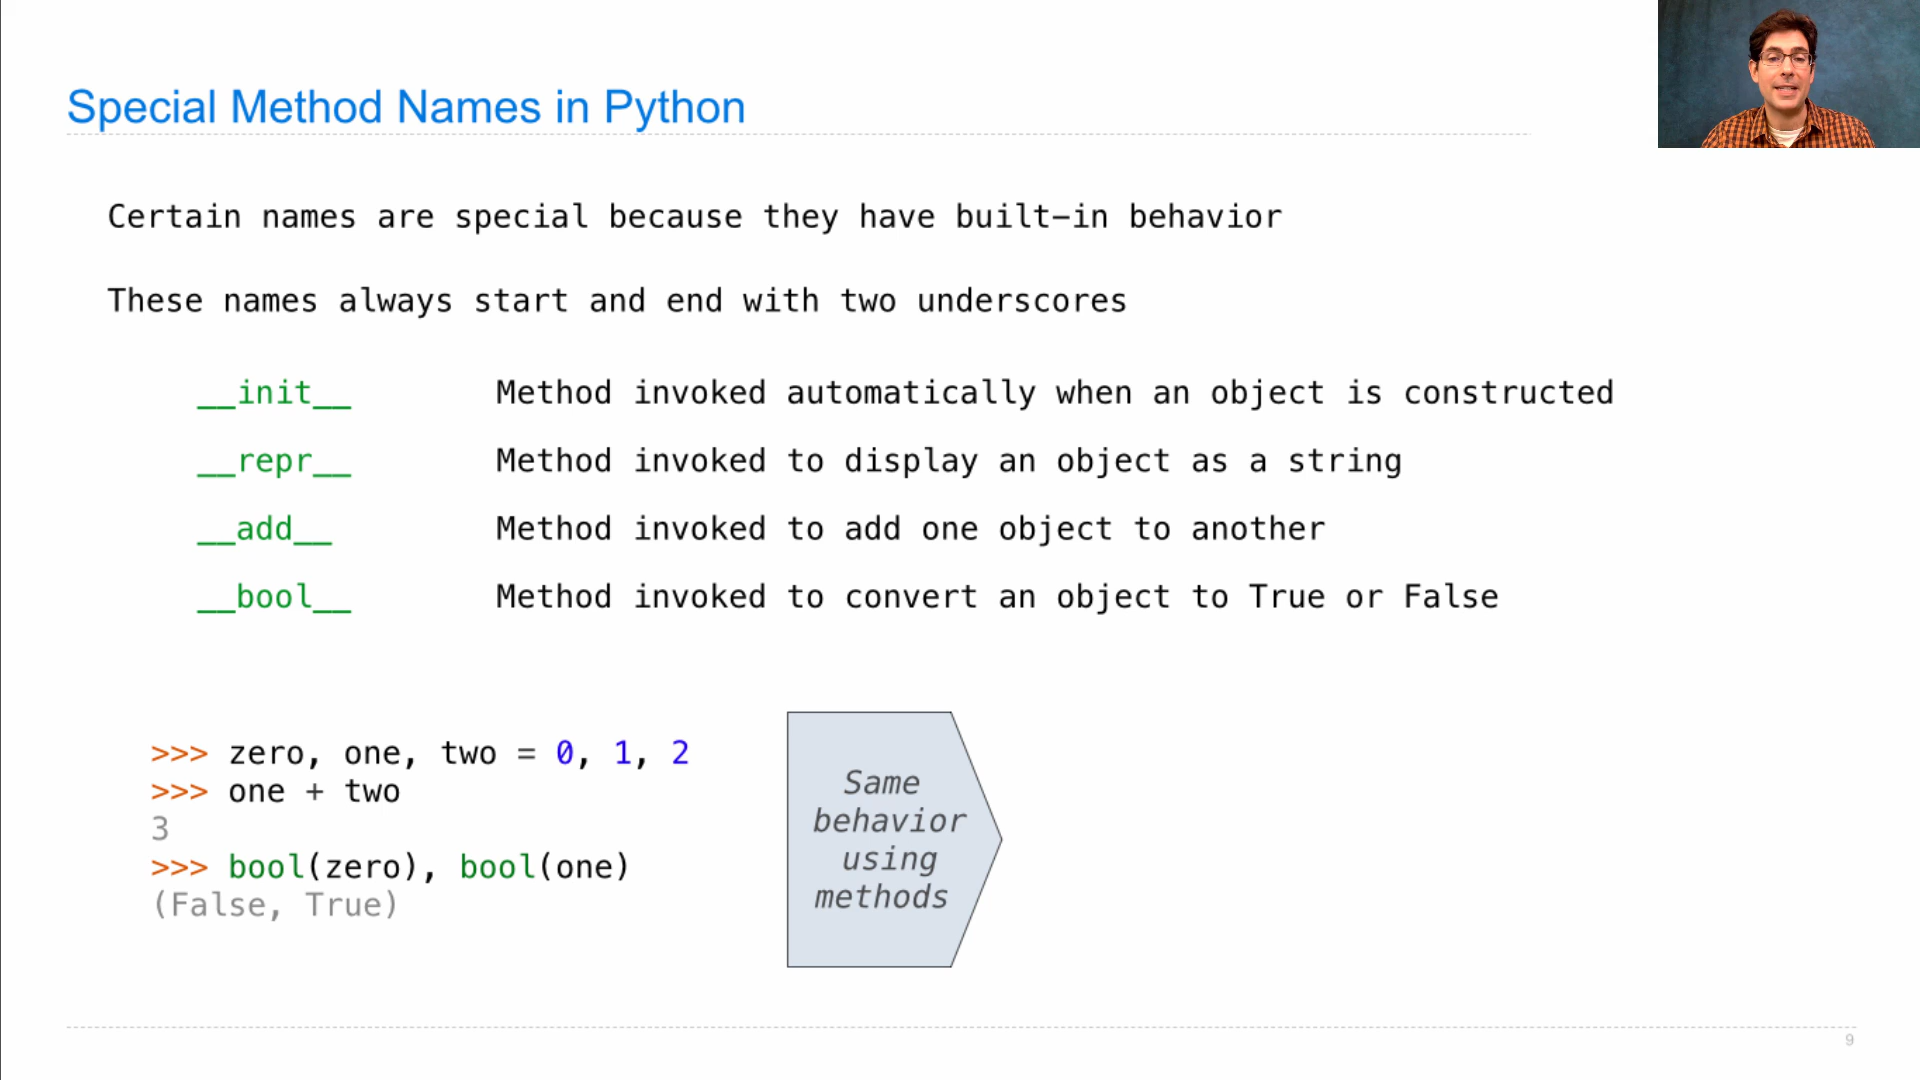 Special Method Names in Python
Certain names are special because they have built-in behavior
These names always start and end with two underscores
__init__ Method invoked automatically when an object is constructed
__repr__ Method invoked to display an object as a string
__add__ Method invoked to add one object to another
__bool__ Method invoked to convert an object to True or False
>>> zero, one, two = 0, 1, 2
>>> one + two
3
>>> bool(zero), bool(one)
(False, True)
Same
behavior
using
methods
9